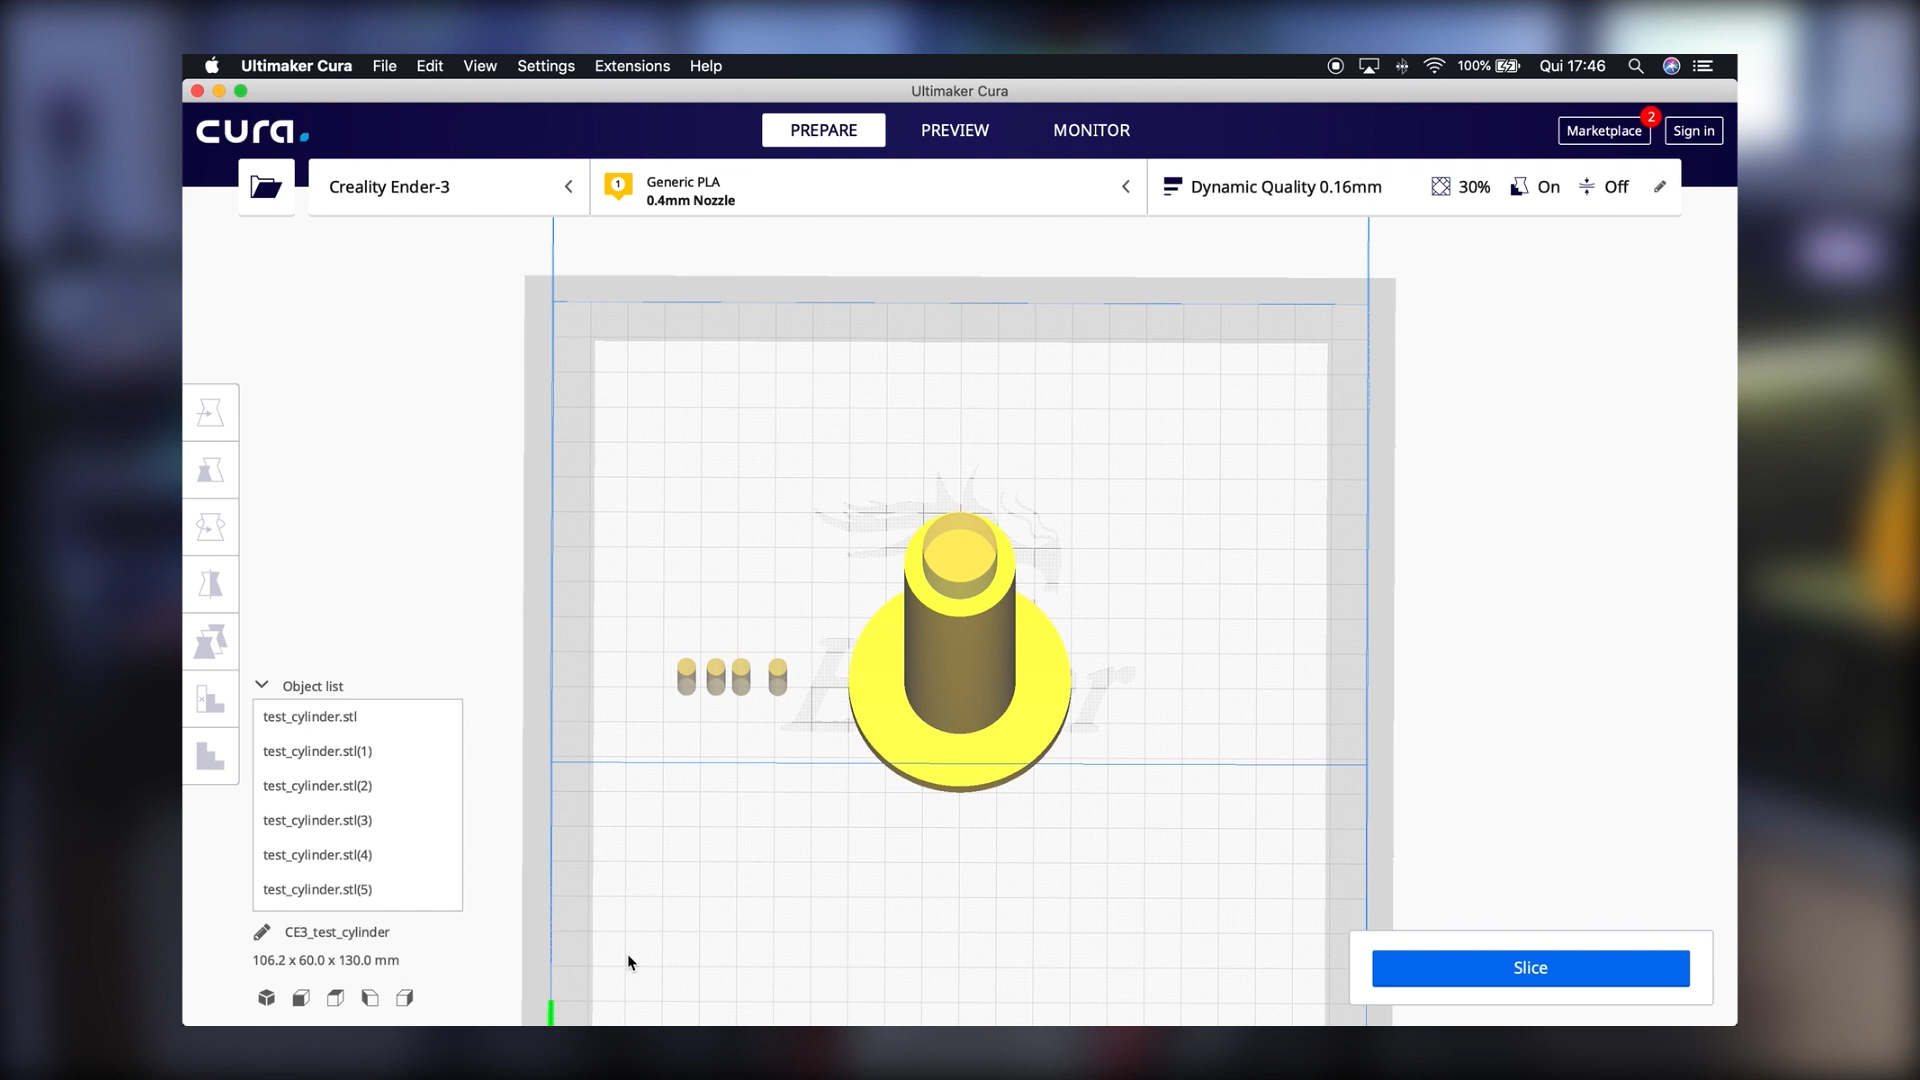 Ultimaker Cura File Edit View Settings Extensions Help 100% Qui 17:46
Ultimaker Cura
cura. PREPARE PREVIEW MONITOR Marketplace 2 Sign in
Creality Ender-3
1 Generic PLA
0.4mm Nozzle
Dynamic Quality 0.16mm 30% On Off
Object list
test_cylinder.stl
test_cylinder.stl(1)
test_cylinder.stl(2)
test_cylinder.stl(3)
test_cylinder.stl(4)
test_cylinder.stl(5)
CE3_test_cylinder
106.2 x 60.0 x 130.0 mm
Slice